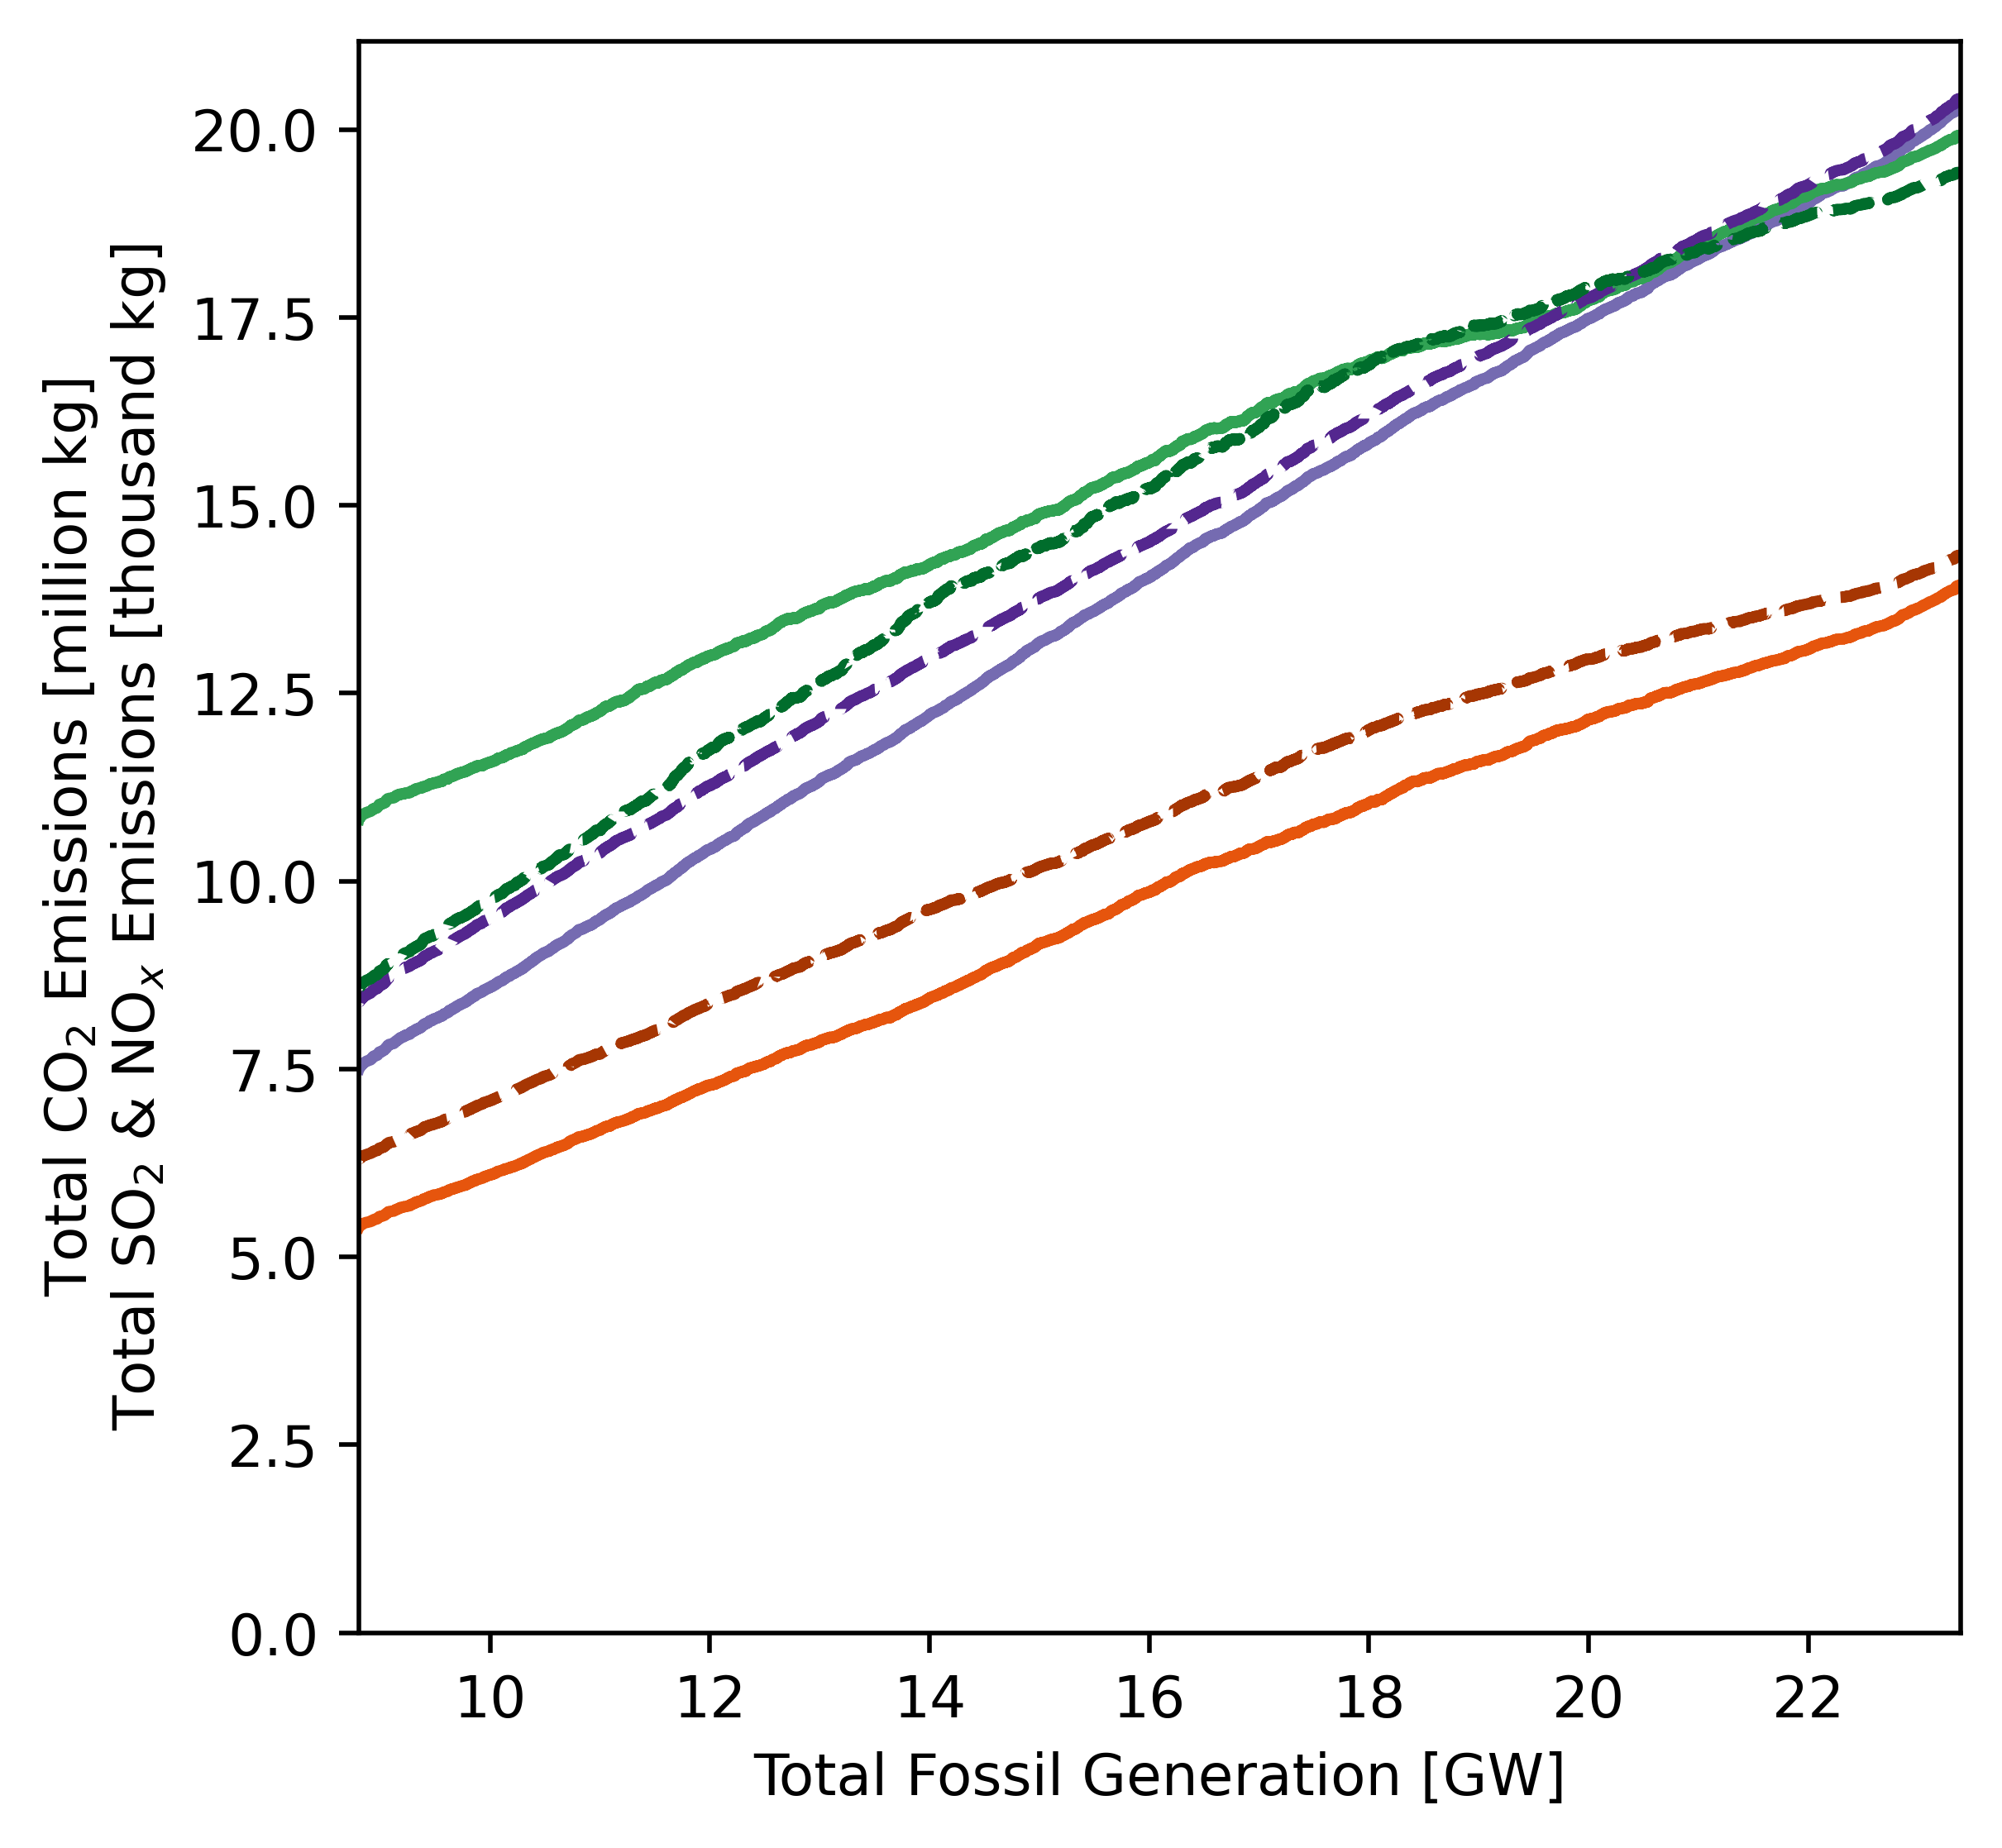 Total CO₂ Emissions [million kg]
Total SO₂ & NOₓ Emissions [thousand kg]
20.0
17.5
15.0
12.5
10.0
7.5
5.0
2.5
0.0
10 12 14 16 18 20 22
Total Fossil Generation [GW]